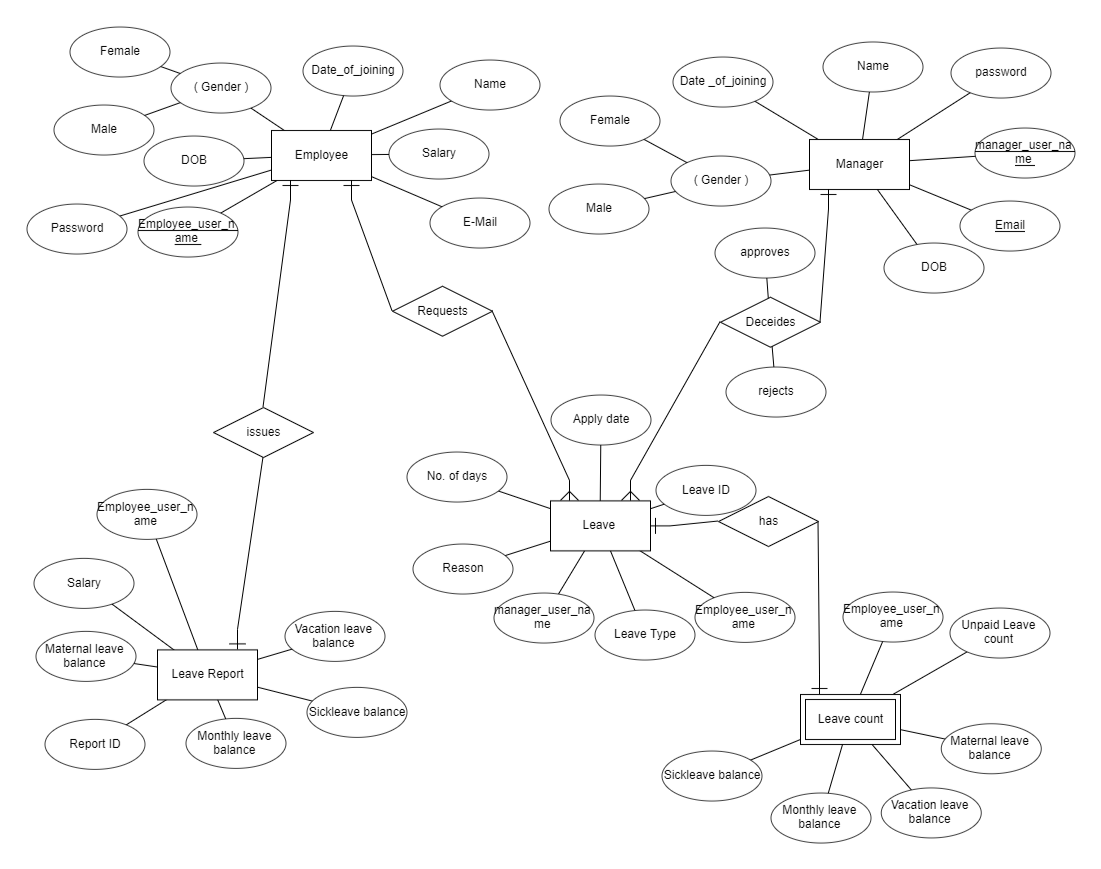 Female
( Gender )
Male
DOB
Password
Employee_user_n
ame
Date_of_joining
Name
Employee
Salary
E-Mail
Date _of_joining
Name
password
Female
( Gender )
Male
Manager
manager_user_na
me
Email
DOB
approves
Deceides
rejects
Requests
issues
Apply date
No. of days
Leave ID
Leave
has
Reason
manager_user_na
me
Leave Type
Employee_user_n
ame
Employee_user_n
ame
Salary
Maternal leave
balance
Vacation leave
balance
Leave Report
Report ID
Monthly leave
balance
Sickleave balance
Employee_user_n
ame
Unpaid Leave
count
Leave count
Maternal leave
balance
Sickleave balance
Monthly leave
balance
Vacation leave
balance